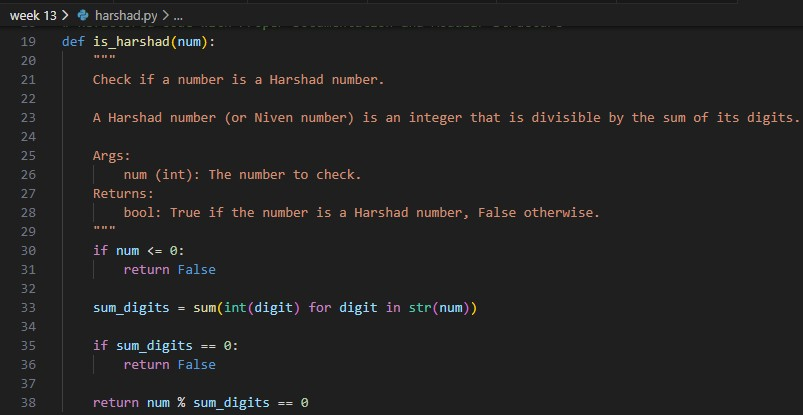 week 13 > harshad.py > ...
19 def is_harshad(num):
20 """
21 Check if a number is a Harshad number.
22
23 A Harshad number (or Niven number) is an integer that is divisible by the sum of its digits.
24
25 Args:
26 num (int): The number to check.
27 Returns:
28 bool: True if the number is a Harshad number, False otherwise.
29 """
30 if num <= 0:
31 return False
32
33 sum_digits = sum(int(digit) for digit in str(num))
34
35 if sum_digits == 0:
36 return False
37
38 return num % sum_digits == 0